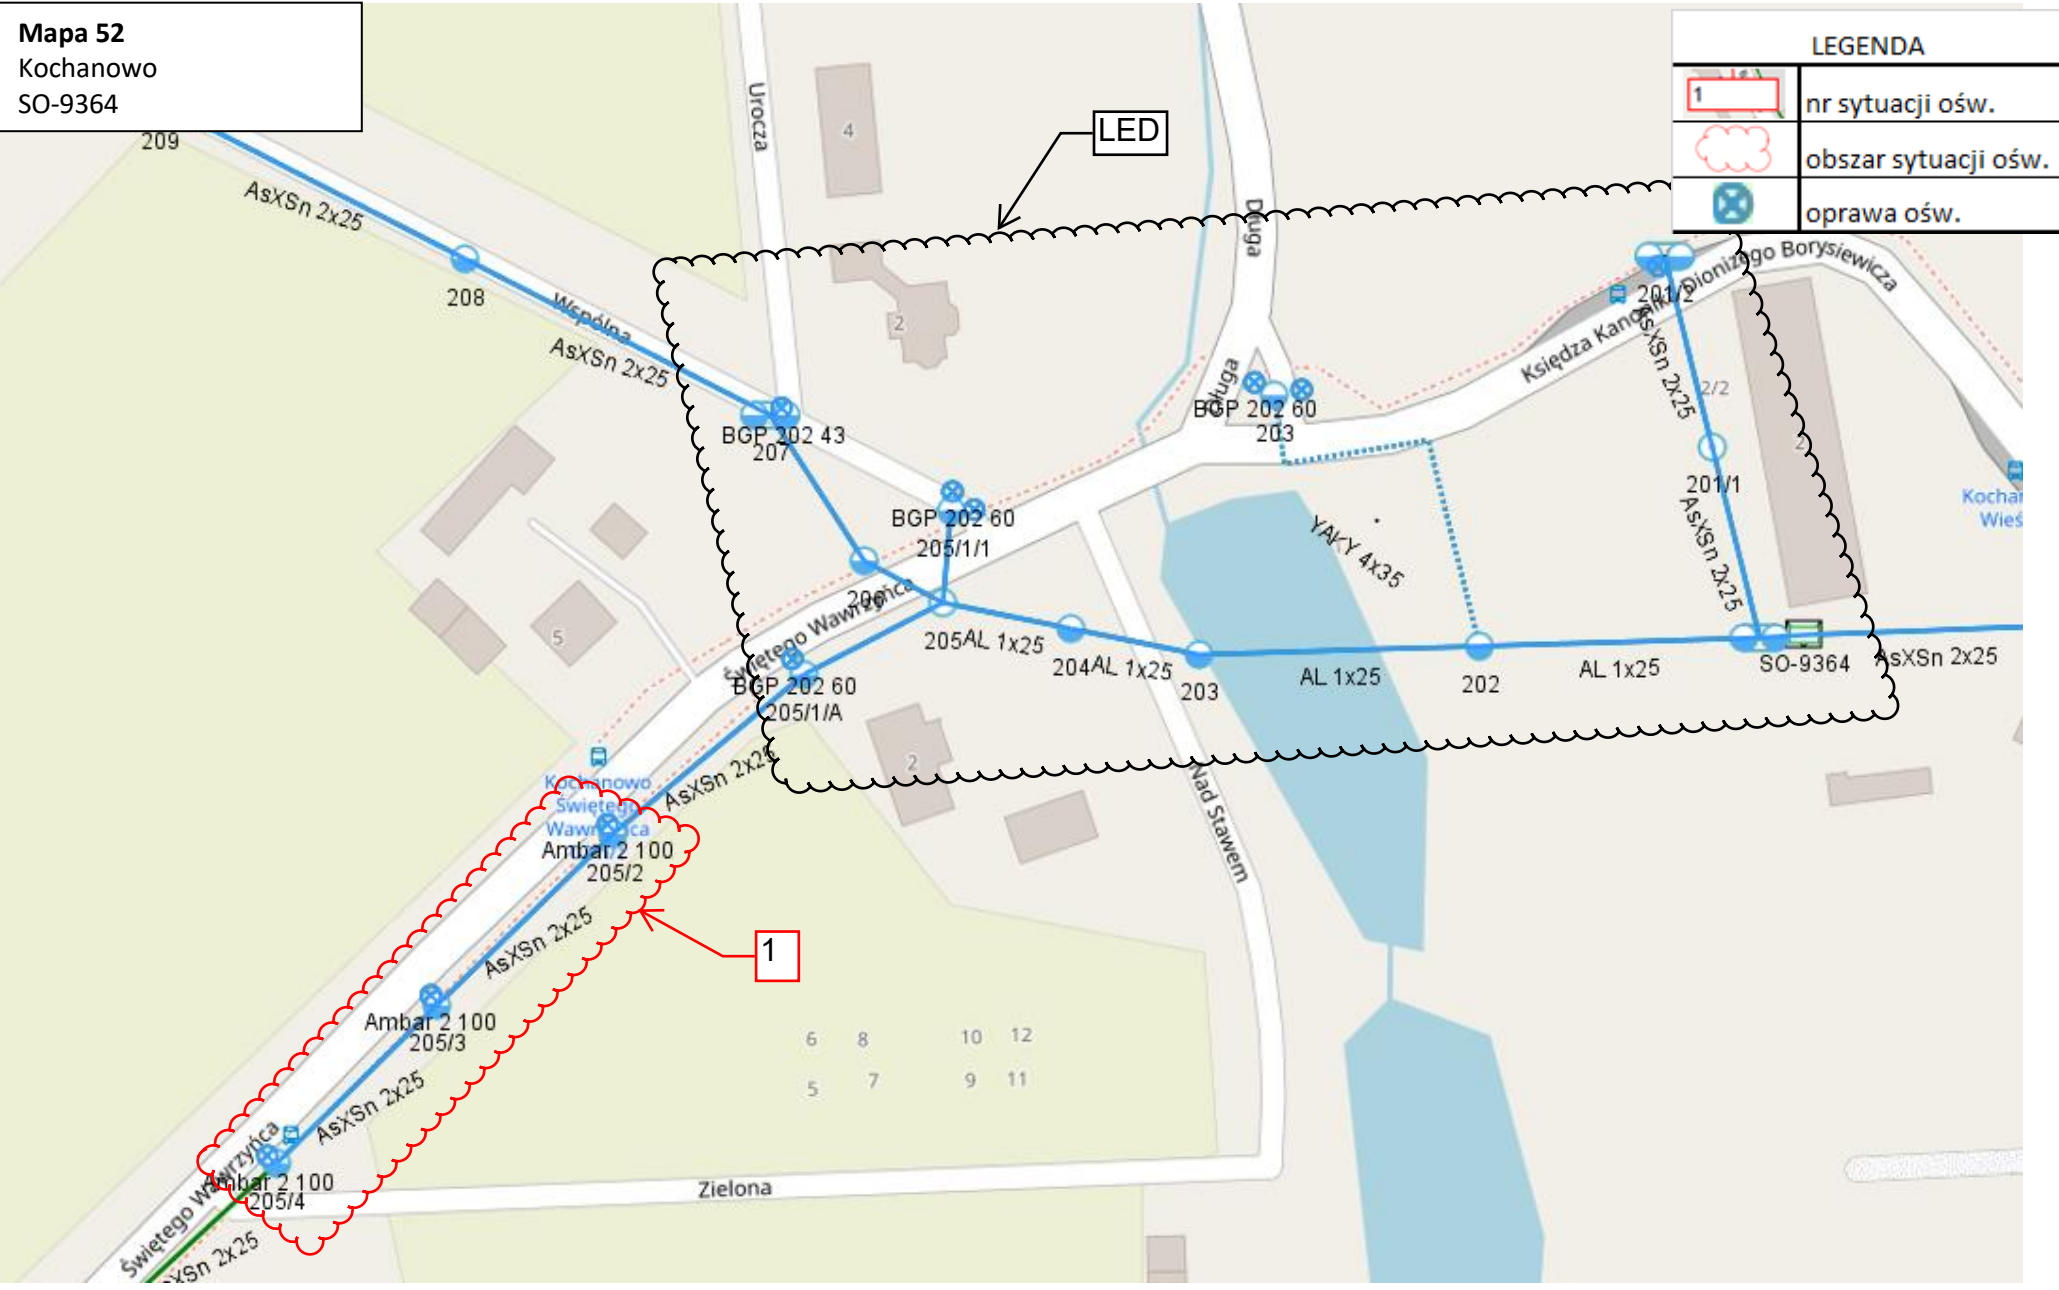 Mapa 52
Kochanowo
SO-9364
LEGENDA
1
nr sytuacji ośw.
obszar sytuacji ośw.
oprawa ośw.
LED
209
AsXSn 2x25
208
Wspólna
AsXSn 2x25
Urocza
4
2
Długa
Długa
BGP 202 43
207
BGP 202 60
203
BGP 202 60
205/1/1
201/2
Księdza Kanonika Dionizego Borysiewicza
AsXSn 2x25
2/2
2
201/1
AsXSn 2x25
YAKY 4x35
206
Świętego Wawrzyńca
205
AL 1x25
204
AL 1x25
203
AL 1x25
202
AL 1x25
SO-9364
AsXSn 2x25
5
BGP 202 60
205/1/A
AsXSn 2x25
2
Nad Stawem
Kochanowo
Świętego
Wawrzyńca
Ambar 2 100
205/2
AsXSn 2x25
1
Ambar 2 100
205/3
AsXSn 2x25
6 8 10 12
5 7 9 11
Ambar 2 100
205/4
Świętego Wawrzyńca
Zielona